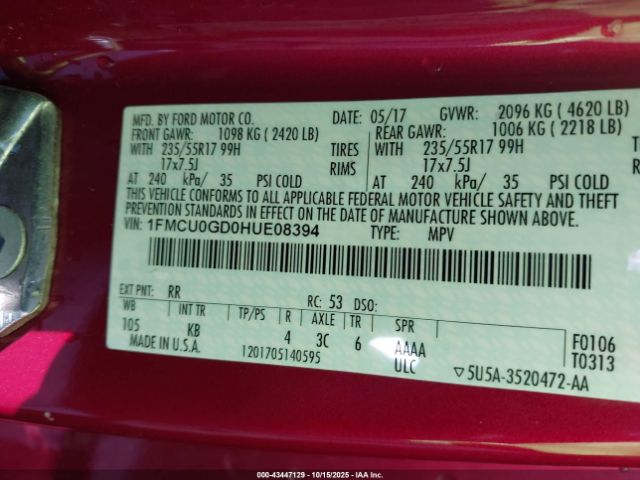 MFD. BY FORD MOTOR CO. DATE: 05/17 GVWR: 2096 KG (4620 LB)
FRONT GAWR: 1098 KG (2420 LB) REAR GAWR: 1006 KG (2218 LB)
WITH 235/55R17 99H TIRES WITH 235/55R17 99H TIRES
17x7.5J RIMS 17x7.5J RIMS
AT 240 kPa/ 35 PSI COLD AT 240 kPa/ 35 PSI COLD
THIS VEHICLE CONFORMS TO ALL APPLICABLE FEDERAL MOTOR VEHICLE SAFETY AND THEFT
PREVENTION STANDARDS IN EFFECT ON THE DATE OF MANUFACTURE SHOWN ABOVE.
VIN: 1FMCU0GD0HUE08394 TYPE: MPV
EXT PNT: RR RC: 53 DSO:
WB INT TR TP/PS R AXLE TR SPR
105 KB 4 3C 6 AAAA F0106
MADE IN U.S.A. 1201705140595 ULC T0313
▽5U5A-3520472-AA
000-43447129 - 10/15/2025 - IAA Inc.